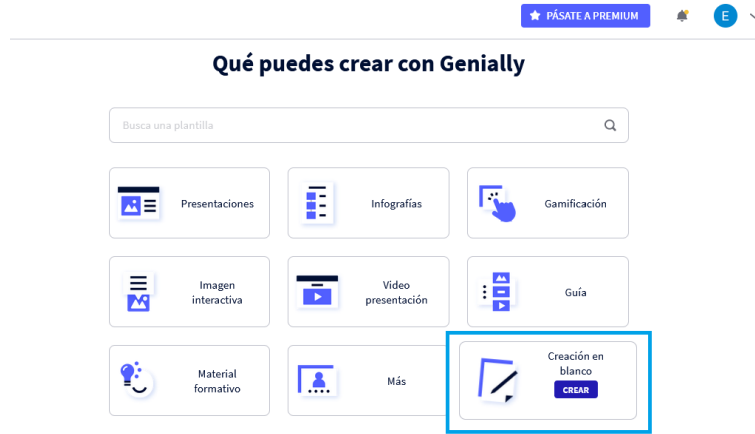 PÁSATE A PREMIUM
E
Qué puedes crear con Genially
Busca una plantilla
Presentaciones
Infografías
Gamificación
Imagen
interactiva
Video
presentación
Guía
Material
formativo
Más
Creación en
blanco
CREAR